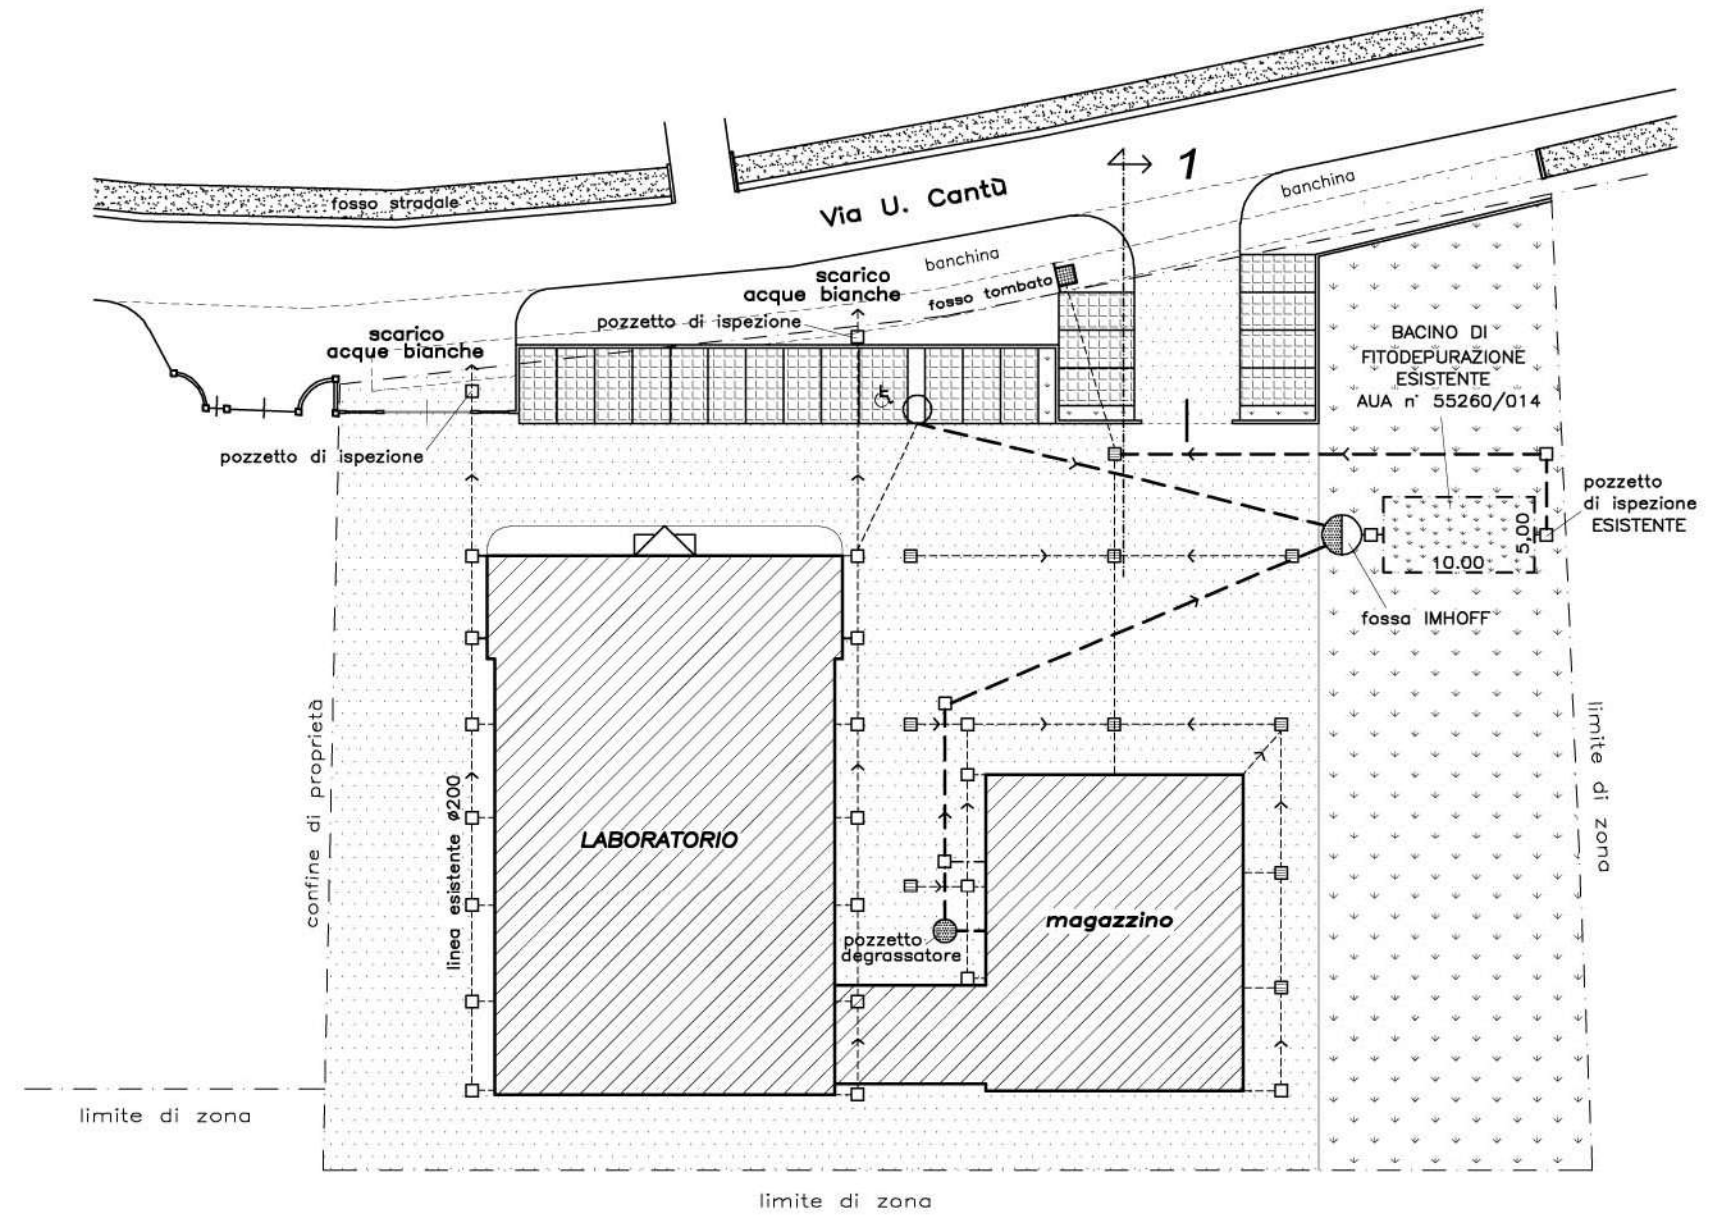 1
Via U. Cantù
banchina
fosso stradale
banchina
scarico
acque bianche
fosso tombato
pozzetto di ispezione
scarico
acque bianche
BACINO DI
FITODEPURAZIONE
ESISTENTE
AUA n° 55260/014
pozzetto di ispezione
pozzetto
di ispezione
ESISTENTE
5,00
10.00
fossa IMHOFF
confine di proprietà
linea esistente ø200
LABORATORIO
magazzino
pozzetto
degrassatore
limite di zona
limite di zona
limite di zona